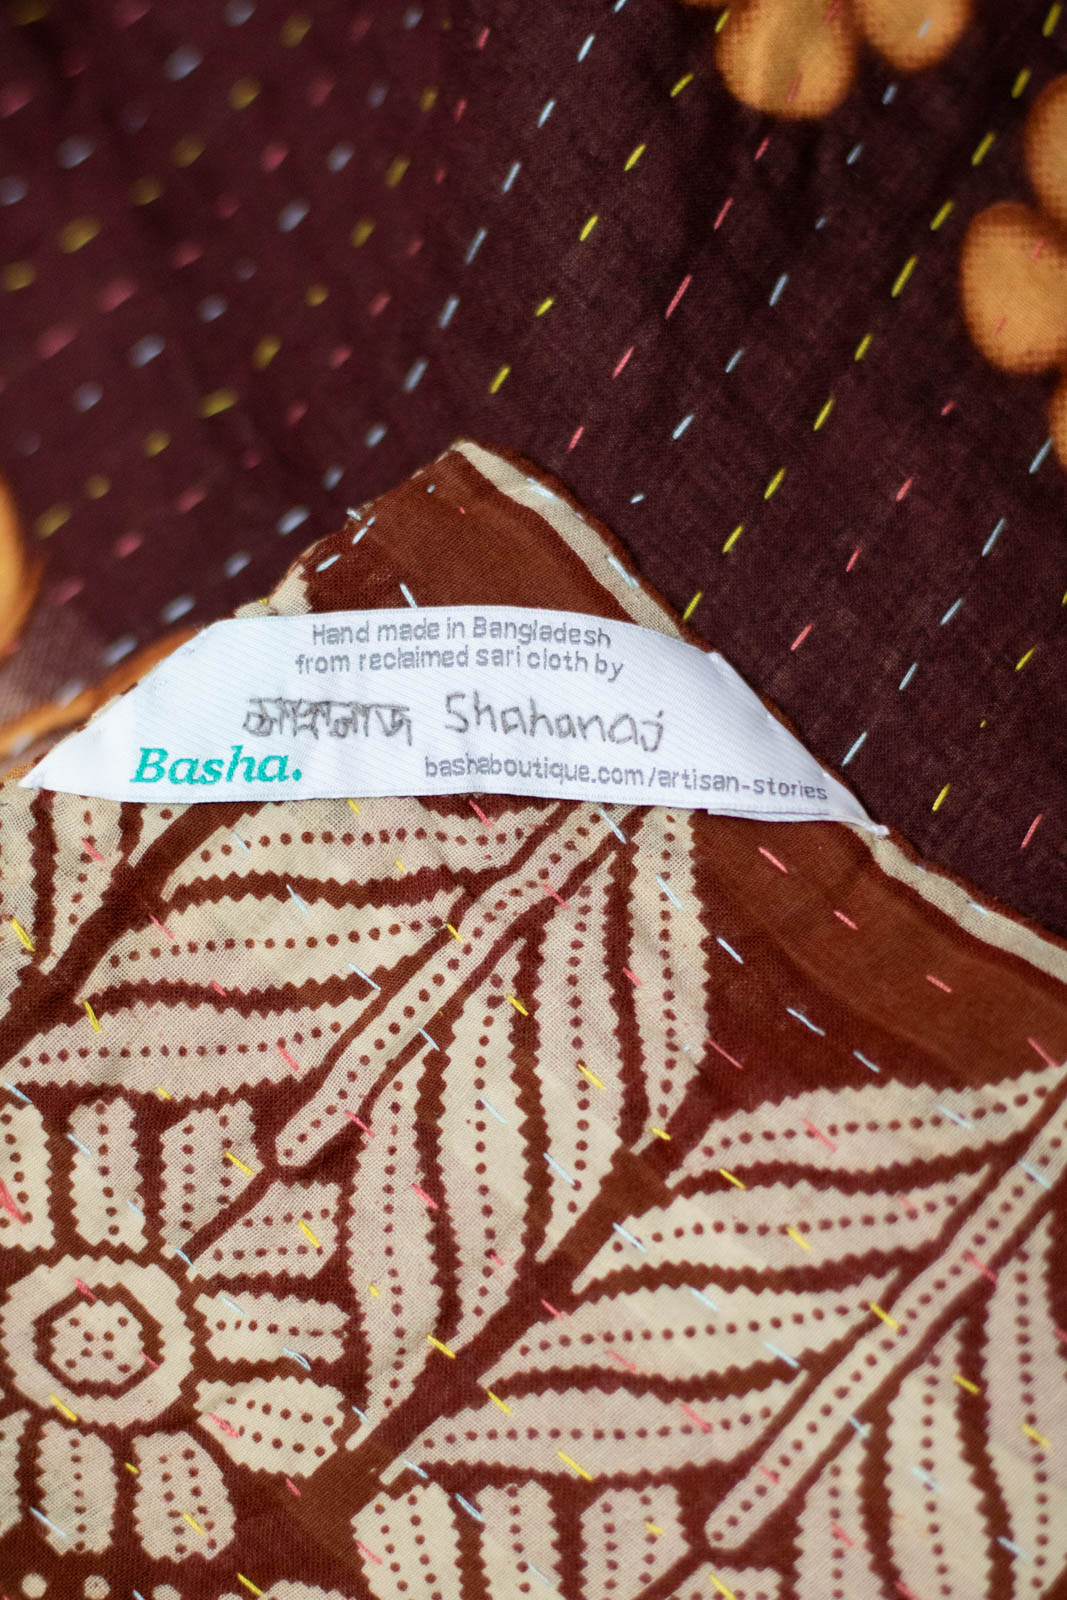 Hand made in Bangladesh
from reclaimed sari cloth by
Shahanaj
Basha.
bashaboutique.com/artisan-stories